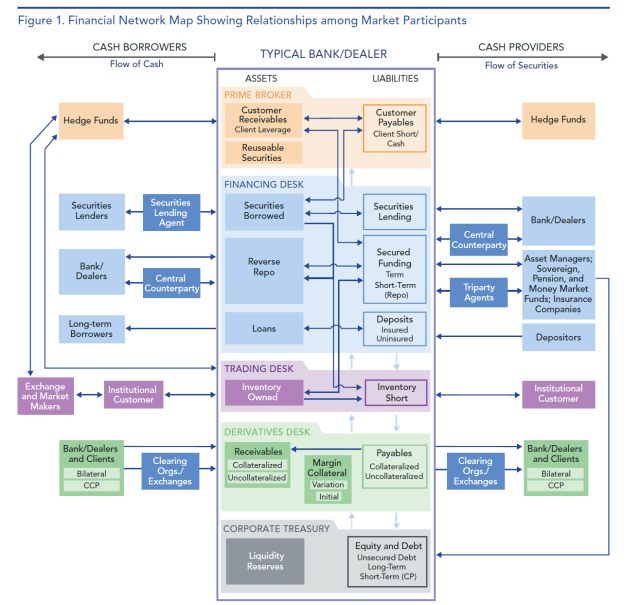 Figure 1. Financial Network Map Showing Relationships among Market Participants
CASH BORROWERS
Flow of Cash
TYPICAL BANK/DEALER
CASH PROVIDERS
Flow of Securities
ASSETS
LIABILITIES
PRIME BROKER
Hedge Funds
Customer
Receivables
Client Leverage
Reuseable
Securities
Customer
Payables
Client Short/
Cash
Hedge Funds
FINANCING DESK
Securities
Lenders
Securities
Lending
Agent
Securities
Borrowed
Securities
Lending
Bank/Dealers
Central
Counterparty
Bank/
Dealers
Central
Counterparty
Reverse
Repo
Secured
Funding
Term
Short-Term
(Repo)
Triparty
Agents
Asset Managers;
Sovereign,
Pension, and
Money Market
Funds; Insurance
Companies
Long-term
Borrowers
Loans
Deposits
Insured
Uninsured
Depositors
TRADING DESK
Exchange
and Market
Makers
Institutional
Customer
Inventory
Owned
Inventory
Short
Institutional
Customer
DERIVATIVES DESK
Bank/Dealers
and Clients
Bilateral
CCP
Clearing
Orgs./
Exchanges
Receivables
Collateralized
Uncollateralized
Margin
Collateral
Variation
Initial
Payables
Collateralized
Uncollateralized
Clearing
Orgs./
Exchanges
Bank/Dealers
and Clients
Bilateral
CCP
CORPORATE TREASURY
Liquidity
Reserves
Equity and Debt
Unsecured Debt
Long-Term
Short-Term (CP)